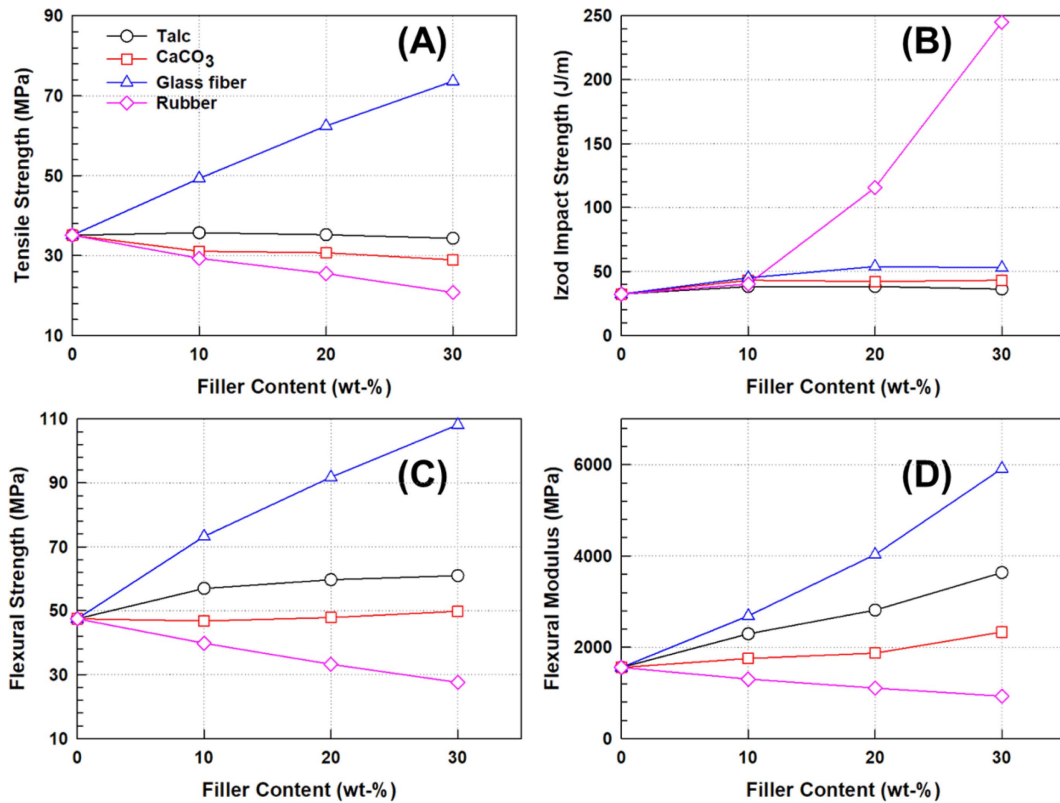 (A)
Talc
CaCO₃
Glass fiber
Rubber
Tensile Strength (MPa)
90
70
50
30
10
0 10 20 30
Filler Content (wt-%)
(B)
Izod Impact Strength (J/m)
250
200
150
100
50
0
0 10 20 30
Filler Content (wt-%)
(C)
Flexural Strength (MPa)
110
90
70
50
30
10
0 10 20 30
Filler Content (wt-%)
(D)
Flexural Modulus (MPa)
6000
4000
2000
0
0 10 20 30
Filler Content (wt-%)